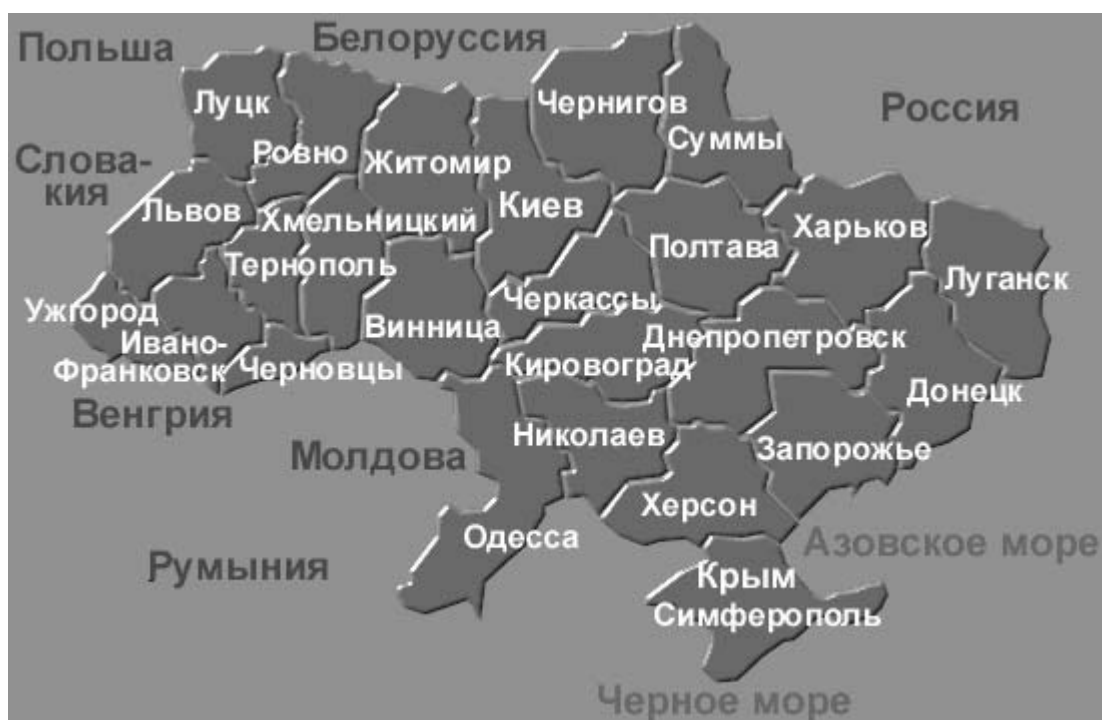 Польша
Белоруссия
Россия
Луцк
Ровно
Житомир
Чернигов
Суммы
Слова-
кия
Львов
Хмельницкий
Киев
Полтава
Харьков
Тернополь
Луганск
Ужгород
Черкассы
Винница
Днепропетровск
Ивано-
Франковск
Черновцы
Кировоград
Донецк
Венгрия
Молдова
Николаев
Запорожье
Херсон
Одесса
Азовское море
Румыния
Крым
Симферополь
Черное море